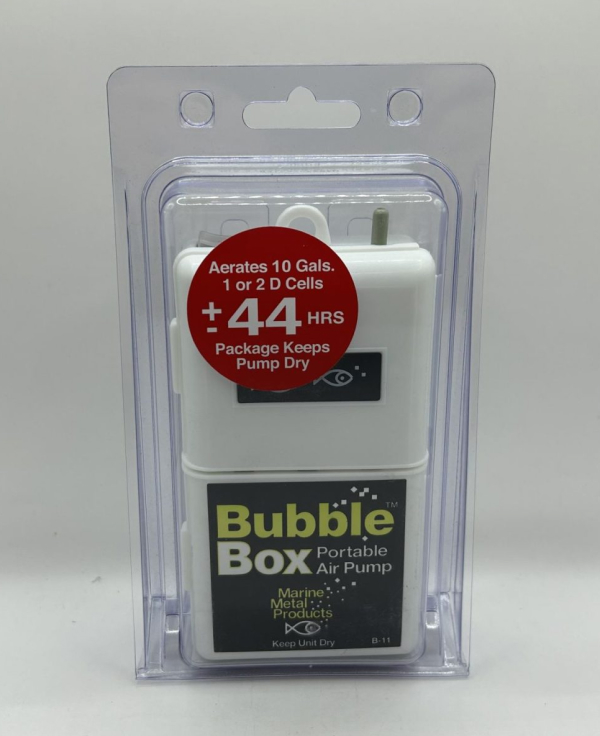 Aerates 10 Gals.
1 or 2 D Cells
± 44 HRS
Package Keeps
Pump Dry
Bubble™
Box Portable
Air Pump
Marine
Metal
Products
Keep Unit Dry B-11